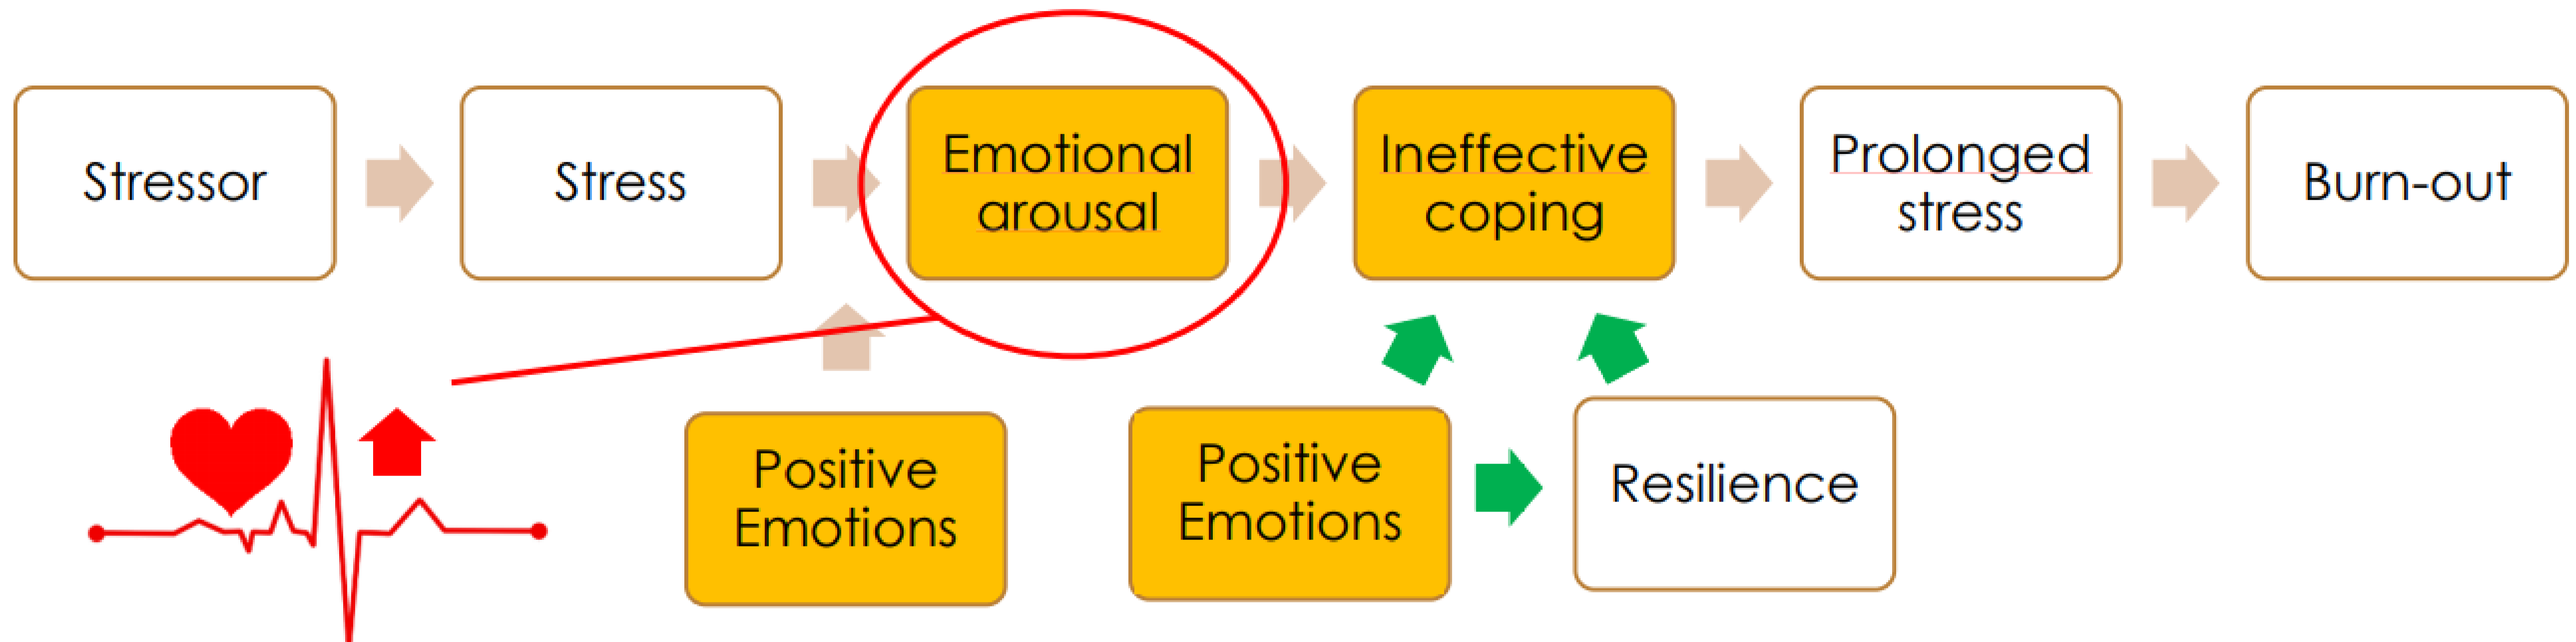 Stressor
Stress
Emotional
arousal
Ineffective
coping
Prolonged
stress
Burn-out
Positive
Emotions
Positive
Emotions
Resilience